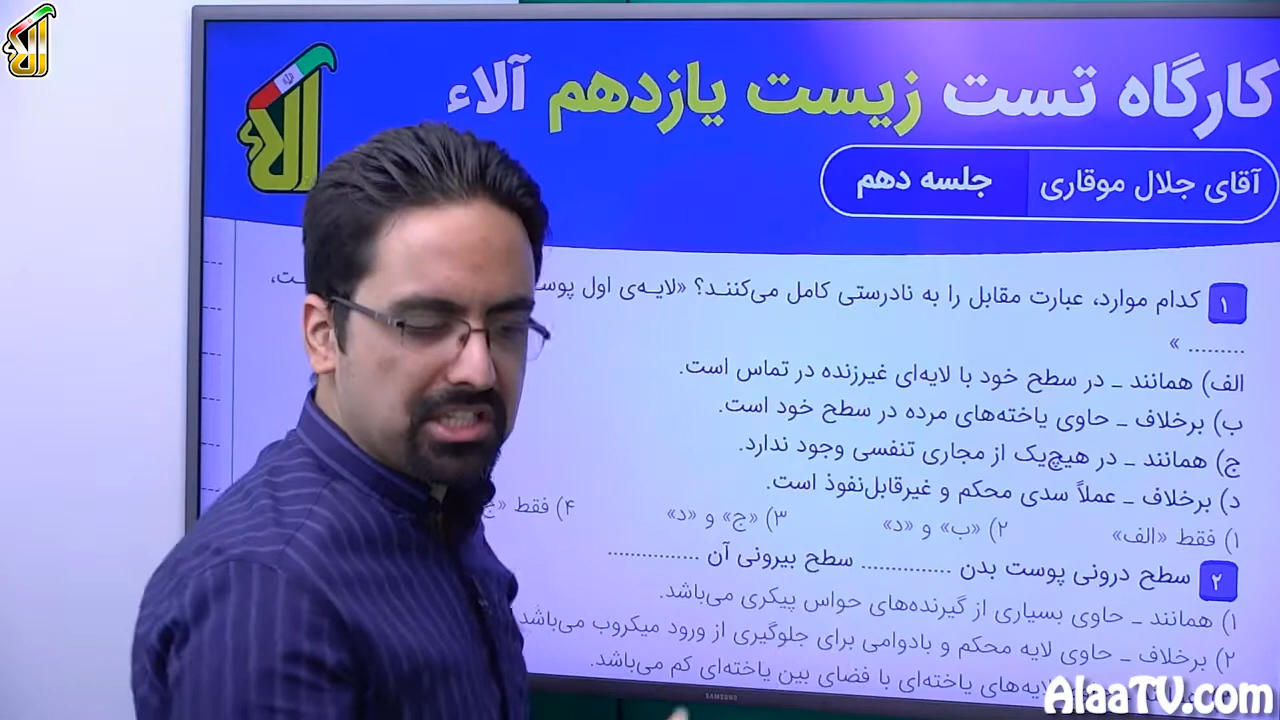 کارگاه تست زیست یازدهم آلاء
آقای جلال موقاری جلسه دهم
۱ کدام موارد، عبارت مقابل را به نادرستی کامل می‌کنند؟ «لایه‌ی اول
......... »
الف) همانند ـ در سطح خود با لایه‌ای غیرزنده در تماس است.
ب) برخلاف ـ حاوی یاخته‌های مرده در سطح خود است.
ج) همانند ـ در هیچ‌یک از مجاری تنفسی وجود ندارد.
د) برخلاف ـ عملاً سدی محکم و غیرقابل‌نفوذ است.
۱) فقط «الف» ۲) «ب» و «د» ۳) «ج» و «د» ۴) فقط
۲ سطح درونی پوست بدن .............. سطح بیرونی آن ..............
۱) همانند ـ حاوی بسیاری از گیرنده‌های حواس پیکری می‌باشد.
۲) برخلاف ـ حاوی لایه محکم و بادوامی برای جلوگیری از ورود میکروب می‌باشد
لایه‌های یاخته‌ای با فضای بین یاخته‌ای کم می‌باشد.
SAMSUNG
AlaaTV.com